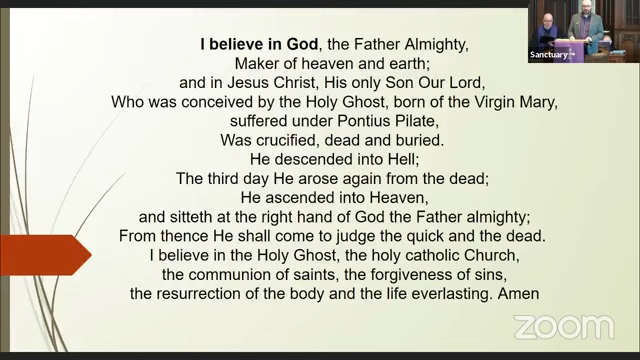 I believe in God, the Father Almighty,
Maker of heaven and earth;
and in Jesus Christ, His only Son Our Lord,
Who was conceived by the Holy Ghost, born of the Virgin Mary,
suffered under Pontius Pilate,
Was crucified, dead and buried.
He descended into Hell;
The third day He arose again from the dead;
He ascended into Heaven,
and sitteth at the right hand of God the Father almighty;
From thence He shall come to judge the quick and the dead.
I believe in the Holy Ghost, the holy catholic Church,
the communion of saints, the forgiveness of sins,
the resurrection of the body and the life everlasting. Amen
Sanctuary
zoom